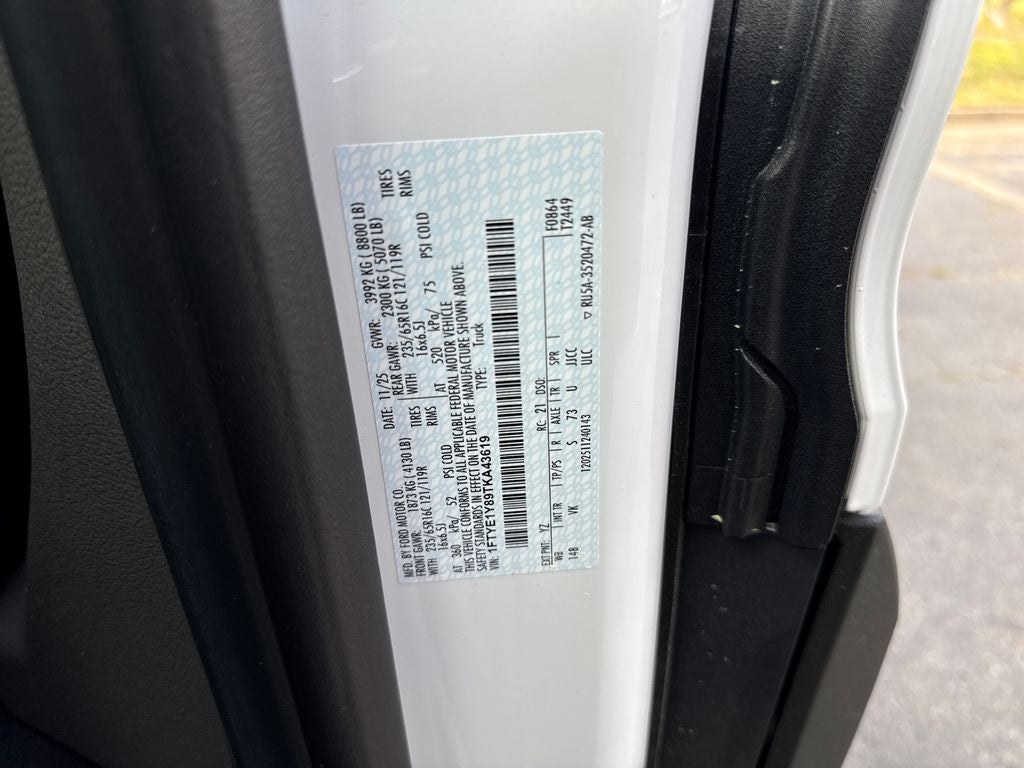 MFD. BY FORD MOTOR CO.
DATE: 11/25 GVWR: 3992 KG ( 8800 LB)
FRONT GAWR: 1873 KG ( 4130 LB) REAR GAWR: 2300 KG ( 5070 LB)
WITH 235/65R16C 121/119R TIRES WITH 235/65R16C 121/119R TIRES
16x6.5J RIMS 16x6.5J RIMS
AT 360 kPa/ 52 PSI COLD AT 520 kPa/ 75 PSI COLD
THIS VEHICLE CONFORMS TO ALL APPLICABLE FEDERAL MOTOR VEHICLE
SAFETY STANDARDS IN EFFECT ON THE DATE OF MANUFACTURE SHOWN ABOVE.
VIN: 1FTYE1Y89TKA43619 TYPE: Truck
EXT PNT: YZ RC: 21 DSO: F0864
WB INT TR TP/PS R AXLE TR SPR T2449
148 VK S 73 U JJCC
1202511240143 UULC ▽ RU5A-3520472-AB